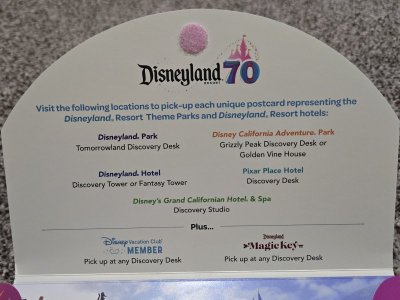 Disneyland 70
RESORT
Visit the following locations to pick-up each unique postcard representing the
Disneyland® Resort Theme Parks and Disneyland® Resort hotels:
Disneyland® Park
Tomorrowland Discovery Desk
Disney California Adventure® Park
Grizzly Peak Discovery Desk or
Golden Vine House
Disneyland® Hotel
Discovery Tower or Fantasy Tower
Pixar Place Hotel
Discovery Desk
Disney's Grand Californian Hotel® & Spa
Discovery Studio
Plus...
Disney Vacation Club®
MEMBER
Pick up at any Discovery Desk
Disneyland
Magic Key
Pick up at any Discovery Desk